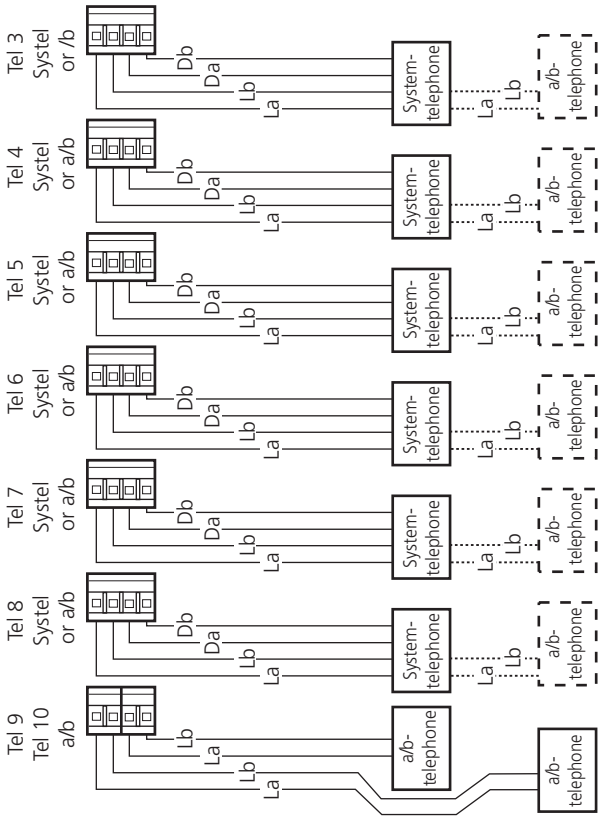 Tel 3
Systel
or /b
Db
Da
Lb
La
System-
telephone
La
Lb
a/b-
telephone
Tel 4
Systel
or a/b
Db
Da
Lb
La
System-
telephone
La
Lb
a/b-
telephone
Tel 5
Systel
or a/b
Db
Da
Lb
La
System-
telephone
La
Lb
a/b-
telephone
Tel 6
Systel
or a/b
Db
Da
Lb
La
System-
telephone
La
Lb
a/b-
telephone
Tel 7
Systel
or a/b
Db
Da
Lb
La
System-
telephone
La
Lb
a/b-
telephone
Tel 8
Systel
or a/b
Db
Da
Lb
La
System-
telephone
La
Lb
a/b-
telephone
Tel 9
Tel 10
a/b
Lb
La
Lb
La
a/b-
telephone
a/b-
telephone